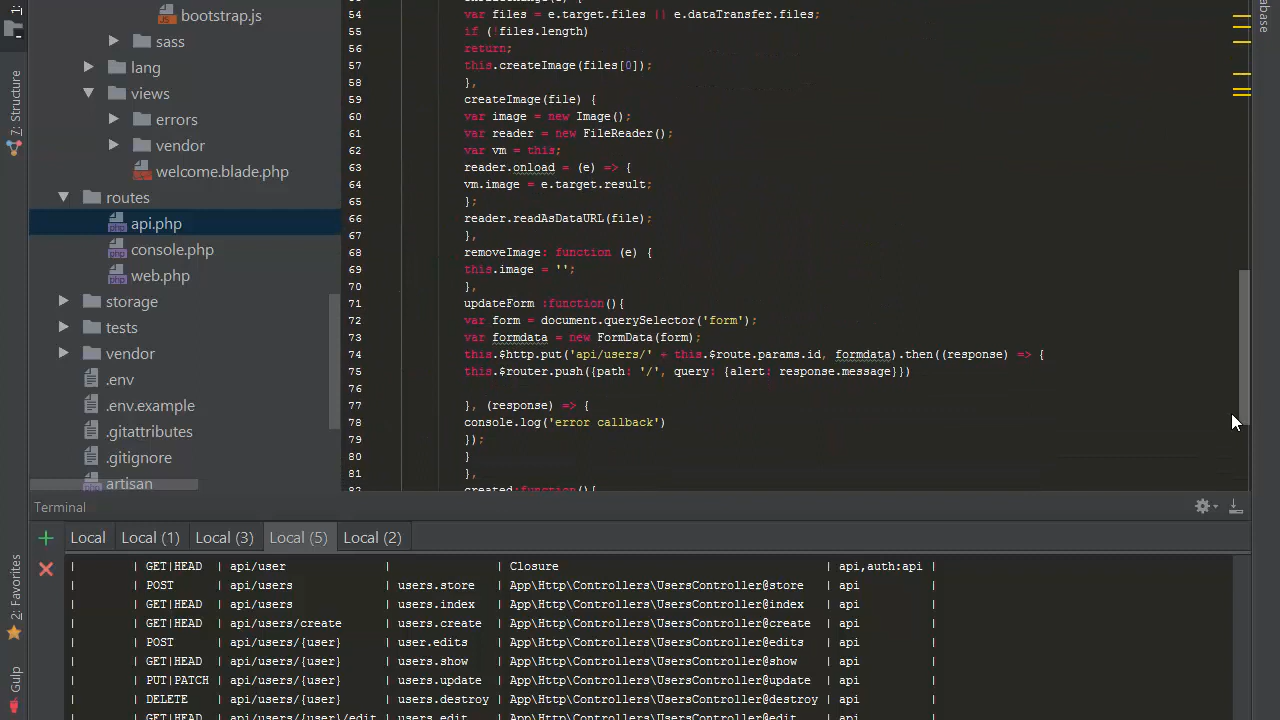 1:
7: Structure
2: Favorites
Gulp
bootstrap.js
sass
lang
views
errors
vendor
welcome.blade.php
routes
api.php
console.php
web.php
storage
tests
vendor
.env
.env.example
.gitattributes
.gitignore
artisan
54 var files = e.target.files || e.dataTransfer.files;
55 if (!files.length)
56 return;
57 this.createImage(files[0]);
58 },
59 createImage(file) {
60 var image = new Image();
61 var reader = new FileReader();
62 var vm = this;
63 reader.onload = (e) => {
64 vm.image = e.target.result;
65 };
66 reader.readAsDataURL(file);
67 },
68 removeImage: function (e) {
69 this.image = '';
70 },
71 updateForm :function(){
72 var form = document.querySelector('form');
73 var formdata = new FormData(form);
74 this.$http.put('api/users/' + this.$route.params.id, formdata).then((response) => {
75 this.$router.push({path: '/', query: {alert: response.message}})
76
77 }, (response) => {
78 console.log('error callback')
79 });
80 }
81 },
created:function(){
Terminal
Local
Local (1)
Local (3)
Local (5)
Local (2)
| | GET|HEAD | api/user | | Closure | api,auth:api |
| | POST | api/users | users.store | App\Http\Controllers\UsersController@store | api |
| | GET|HEAD | api/users | users.index | App\Http\Controllers\UsersController@index | api |
| | GET|HEAD | api/users/create | users.create | App\Http\Controllers\UsersController@create | api |
| | POST | api/users/{user} | user.edits | App\Http\Controllers\UsersController@edits | api |
| | GET|HEAD | api/users/{user} | users.show | App\Http\Controllers\UsersController@show | api |
| | PUT|PATCH | api/users/{user} | users.update | App\Http\Controllers\UsersController@update | api |
| | DELETE | api/users/{user} | users.destroy | App\Http\Controllers\UsersController@destroy | api |
| | GET|HEAD | api/users/{user}/edit | users.edit | App\Http\Controllers\UsersController@edit | api |